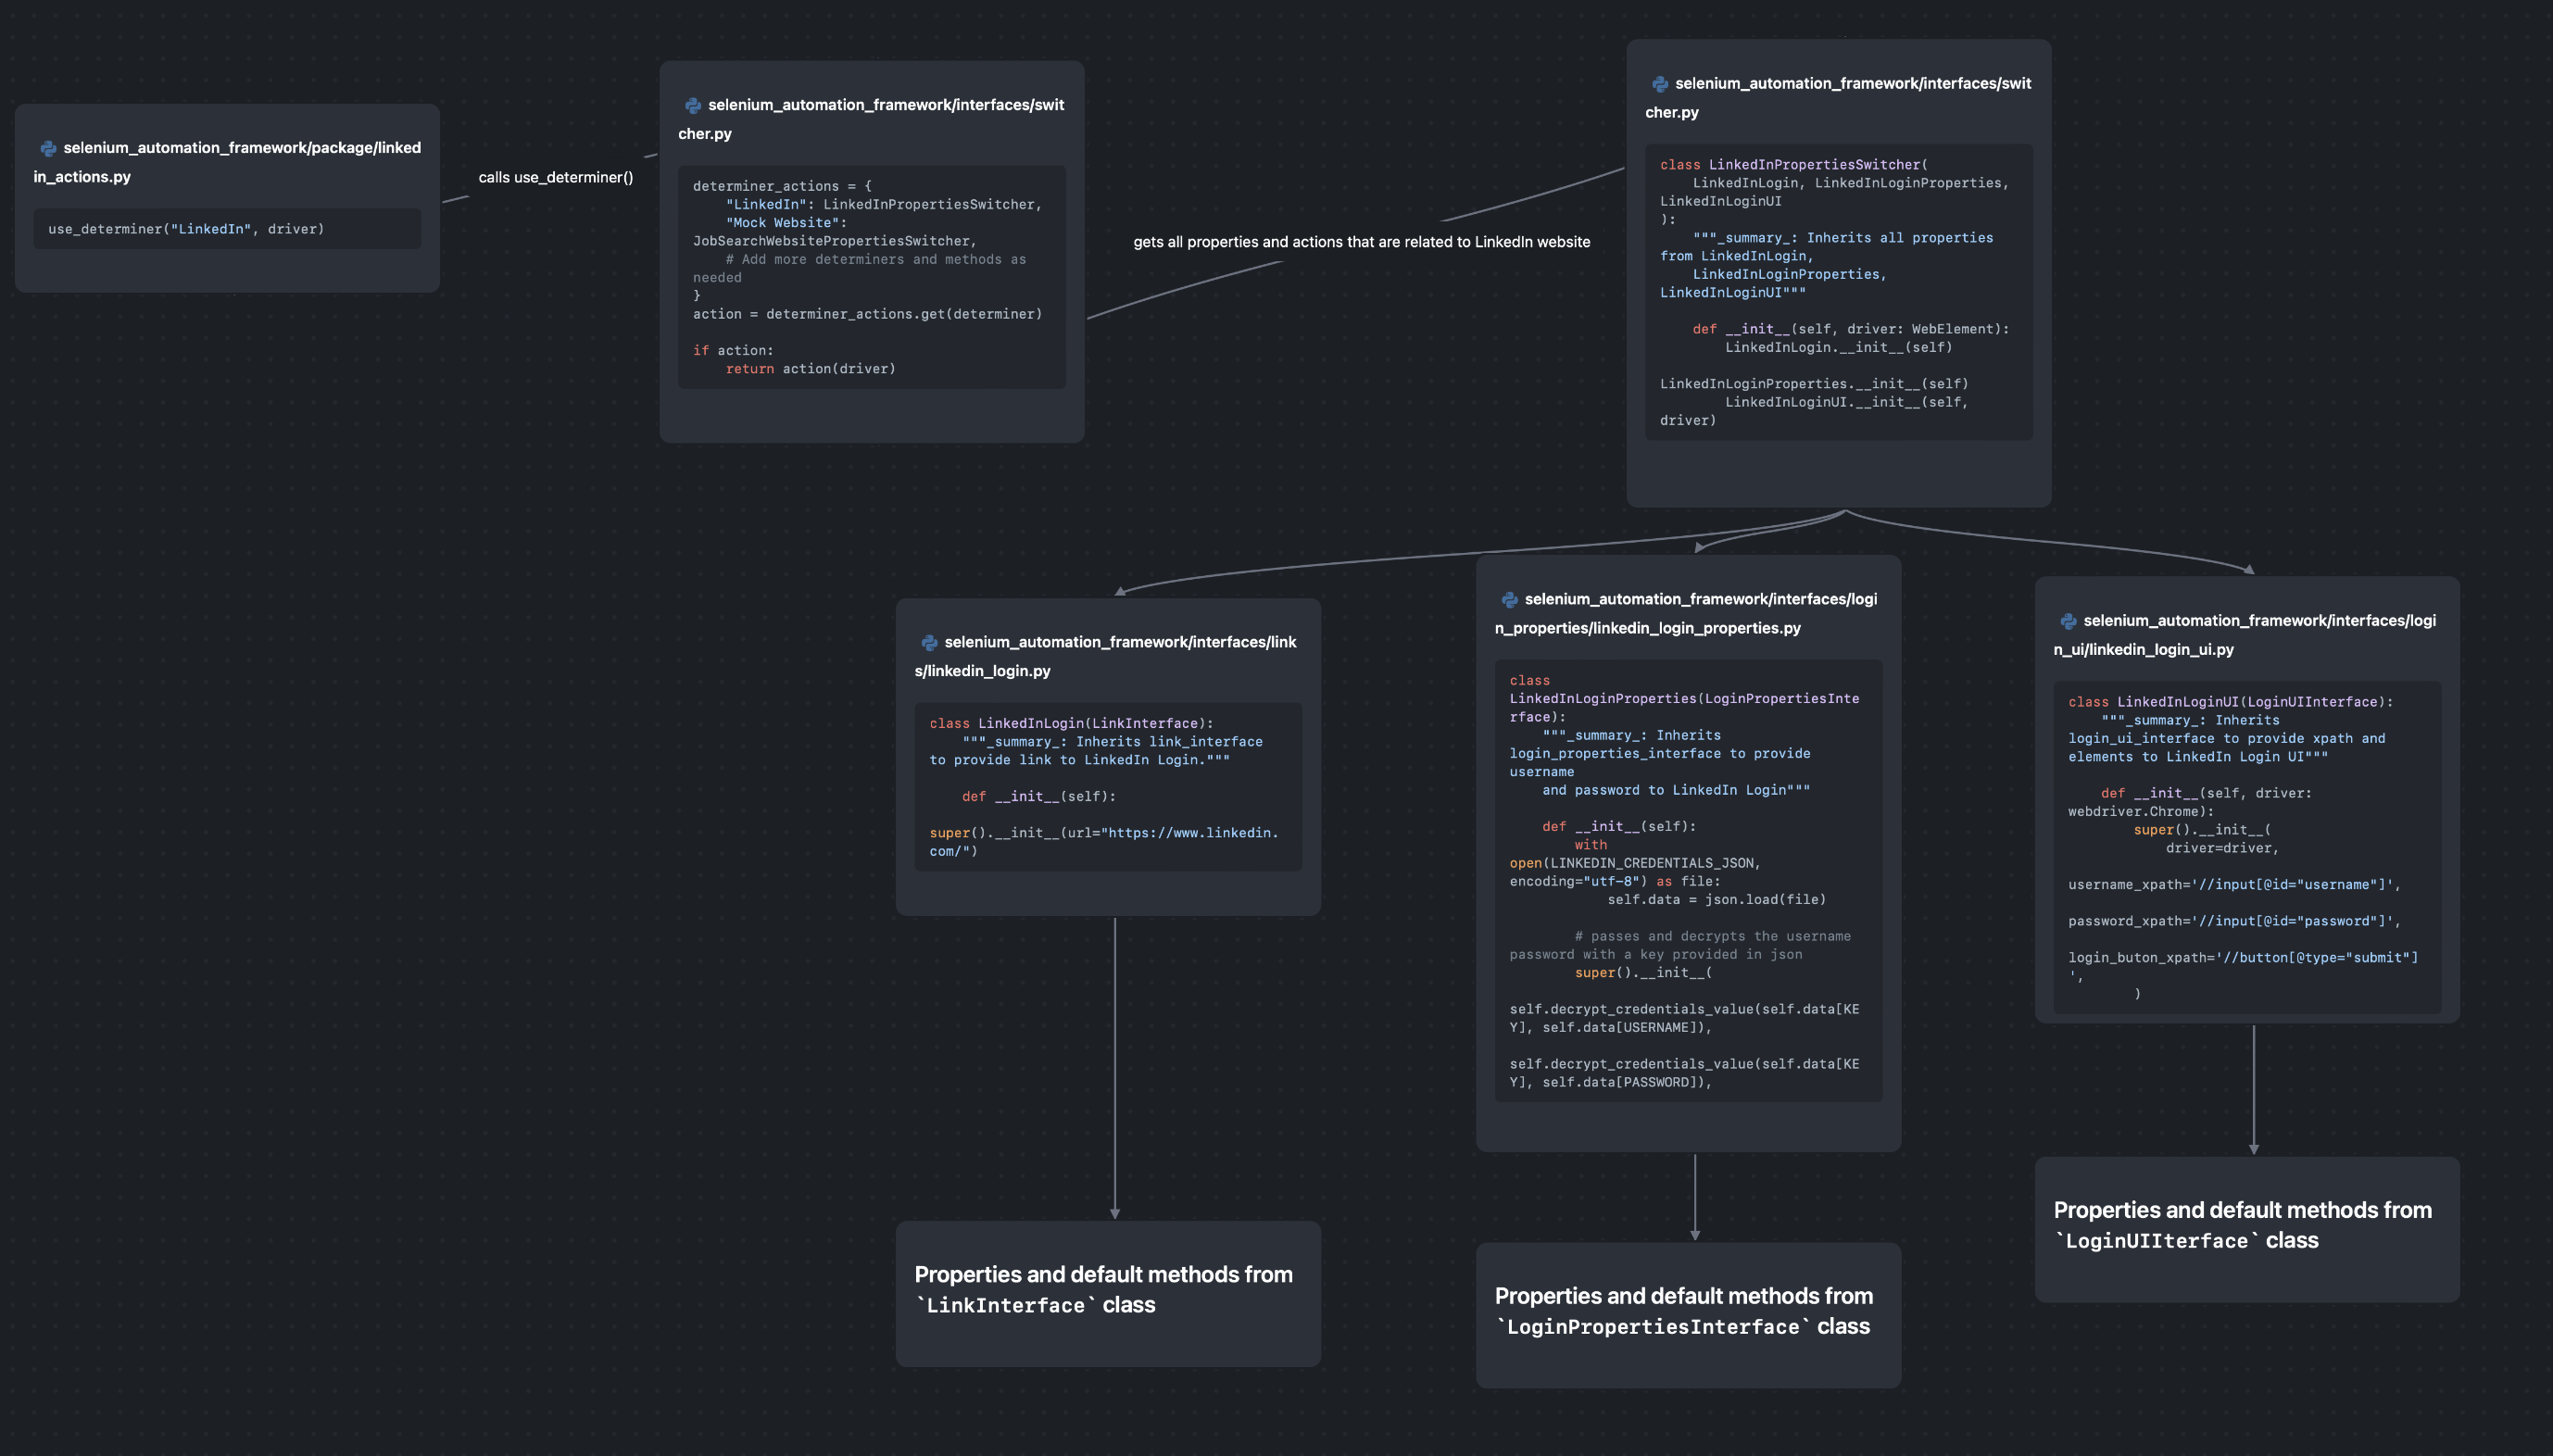 selenium_automation_framework/package/linked
in_actions.py
use_determiner("LinkedIn", driver)
calls use_determiner()
selenium_automation_framework/interfaces/swit
cher.py
determiner_actions = {
    "LinkedIn": LinkedInPropertiesSwitcher,
    "Mock Website":
JobSearchWebsitePropertiesSwitcher,
    # Add more determiners and methods as
needed
}
action = determiner_actions.get(determiner)
if action:
    return action(driver)
gets all properties and actions that are related to LinkedIn website
selenium_automation_framework/interfaces/swit
cher.py
class LinkedInPropertiesSwitcher(
    LinkedInLogin, LinkedInLoginProperties,
LinkedInLoginUI
):
    """_summary_: Inherits all properties
from LinkedInLogin,
    LinkedInLoginProperties,
LinkedInLoginUI"""
    def __init__(self, driver: WebElement):
        LinkedInLogin.__init__(self)
LinkedInLoginProperties.__init__(self)
        LinkedInLoginUI.__init__(self,
driver)
selenium_automation_framework/interfaces/link
s/linkedin_login.py
class LinkedInLogin(LinkInterface):
    """_summary_: Inherits link_interface
to provide link to LinkedIn Login."""
    def __init__(self):
super().__init__(url="https://www.linkedin.
com/")
Properties and default methods from
`LinkInterface` class
selenium_automation_framework/interfaces/logi
n_properties/linkedin_login_properties.py
class
LinkedInLoginProperties(LoginPropertiesInte
rface):
    """_summary_: Inherits
login_properties_interface to provide
username
    and password to LinkedIn Login"""
    def __init__(self):
        with
open(LINKEDIN_CREDENTIALS_JSON,
encoding="utf-8") as file:
            self.data = json.load(file)
        # passes and decrypts the username
password with a key provided in json
        super().__init__(
self.decrypt_credentials_value(self.data[KE
Y], self.data[USERNAME]),
self.decrypt_credentials_value(self.data[KE
Y], self.data[PASSWORD]),
Properties and default methods from
`LoginPropertiesInterface` class
selenium_automation_framework/interfaces/logi
n_ui/linkedin_login_ui.py
class LinkedInLoginUI(LoginUIInterface):
    """_summary_: Inherits
login_ui_interface to provide xpath and
elements to LinkedIn Login UI"""
    def __init__(self, driver:
webdriver.Chrome):
        super().__init__(
            driver=driver,
username_xpath='//input[@id="username"]',
password_xpath='//input[@id="password"]',
login_buton_xpath='//button[@type="submit"]
',
        )
Properties and default methods from
`LoginUIIterface` class